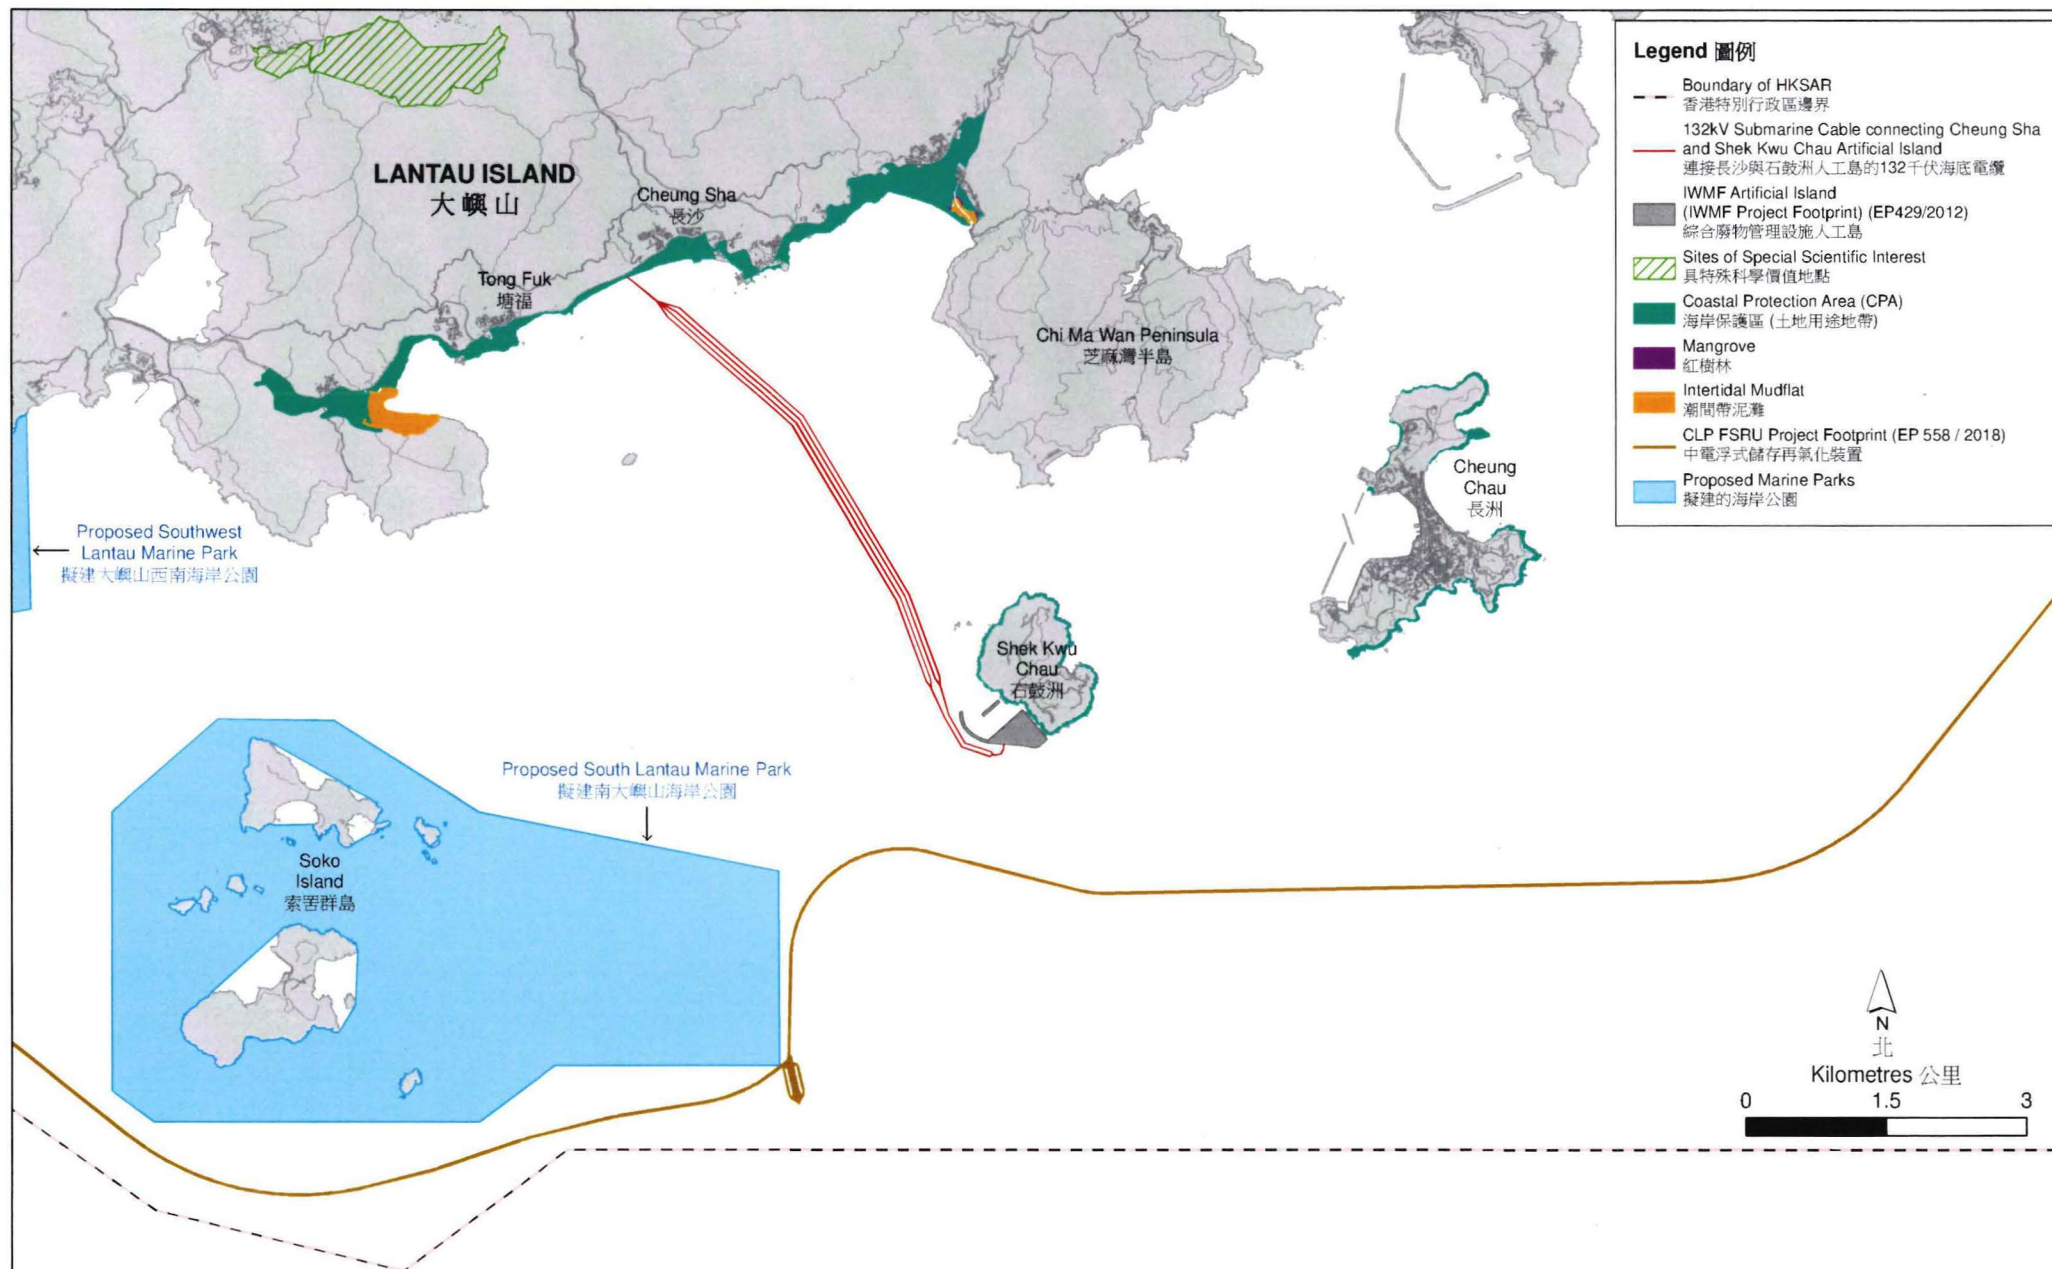 LANTAU ISLAND
大嶼山
Cheung Sha
長沙
Tong Fuk
塘福
Chi Ma Wan Peninsula
芝麻灣半島
Cheung
Chau
長洲
Proposed Southwest
Lantau Marine Park
擬建大嶼山西南海岸公園
Shek Kwu
Chau
石鼓洲
Proposed South Lantau Marine Park
擬建南大嶼山海岸公園
Soko
Island
索罟群島
Legend 圖例
Boundary of HKSAR
香港特別行政區邊界
132kV Submarine Cable connecting Cheung Sha
and Shek Kwu Chau Artificial Island
連接長沙與石鼓洲人工島的132千伏海底電纜
IWMF Artificial Island
(IWMF Project Footprint) (EP429/2012)
綜合廢物管理設施人工島
Sites of Special Scientific Interest
具特殊科學價值地點
Coastal Protection Area (CPA)
海岸保護區 (土地用途地帶)
Mangrove
紅樹林
Intertidal Mudflat
潮間帶泥灘
CLP FSRU Project Footprint (EP 558 / 2018)
中電浮式儲存再氣化裝置
Proposed Marine Parks
擬建的海岸公園
N
北
Kilometres 公里
0 1.5 3